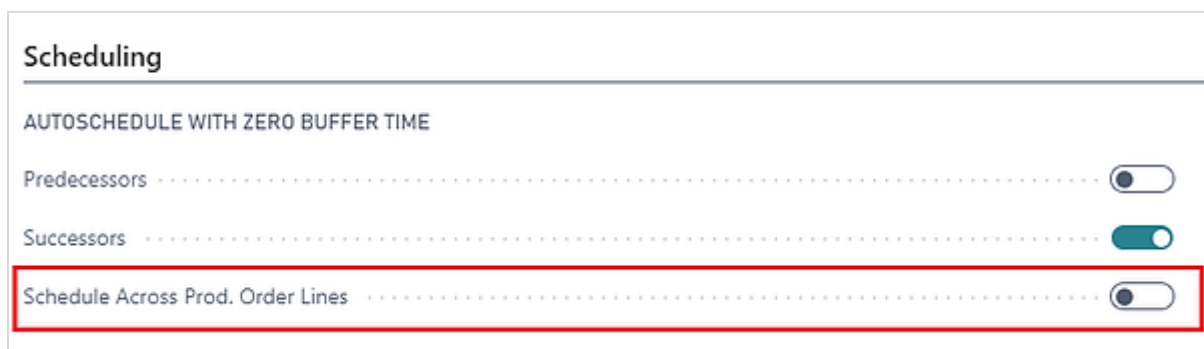 Scheduling
AUTOSCHEDULE WITH ZERO BUFFER TIME
Predecessors
Successors
Schedule Across Prod. Order Lines